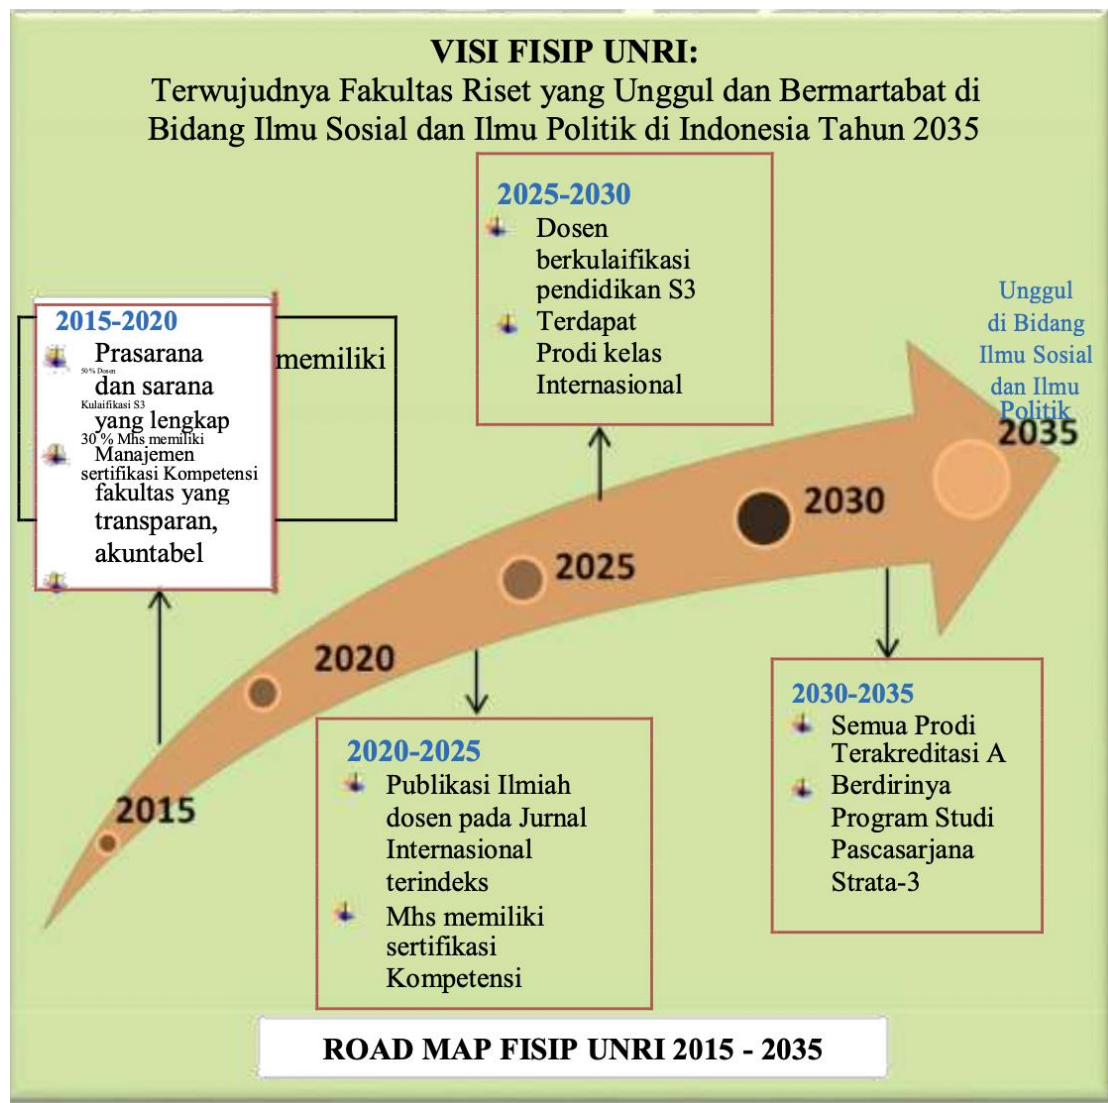 VISI FISIP UNRI:
Terwujudnya Fakultas Riset yang Unggul dan Bermartabat di
Bidang Ilmu Sosial dan Ilmu Politik di Indonesia Tahun 2035
2015-2020
Prasarana
memiliki
50 % Dosen
dan sarana
Kulaifikasi S3
yang lengkap
30 % Mhs memiliki
Manajemen
sertifikasi Kompetensi
fakultas yang
transparan,
akuntabel
2025-2030
Dosen
berkulaifikasi
pendidikan S3
Terdapat
Prodi kelas
Internasional
Unggul
di Bidang
Ilmu Sosial
dan Ilmu
Politik
2035
2030
2025
2020
2015
2020-2025
Publikasi Ilmiah
dosen pada Jurnal
Internasional
terindeks
Mhs memiliki
sertifikasi
Kompetensi
2030-2035
Semua Prodi
Terakreditasi A
Berdirinya
Program Studi
Pascasarjana
Strata-3
ROAD MAP FISIP UNRI 2015 - 2035